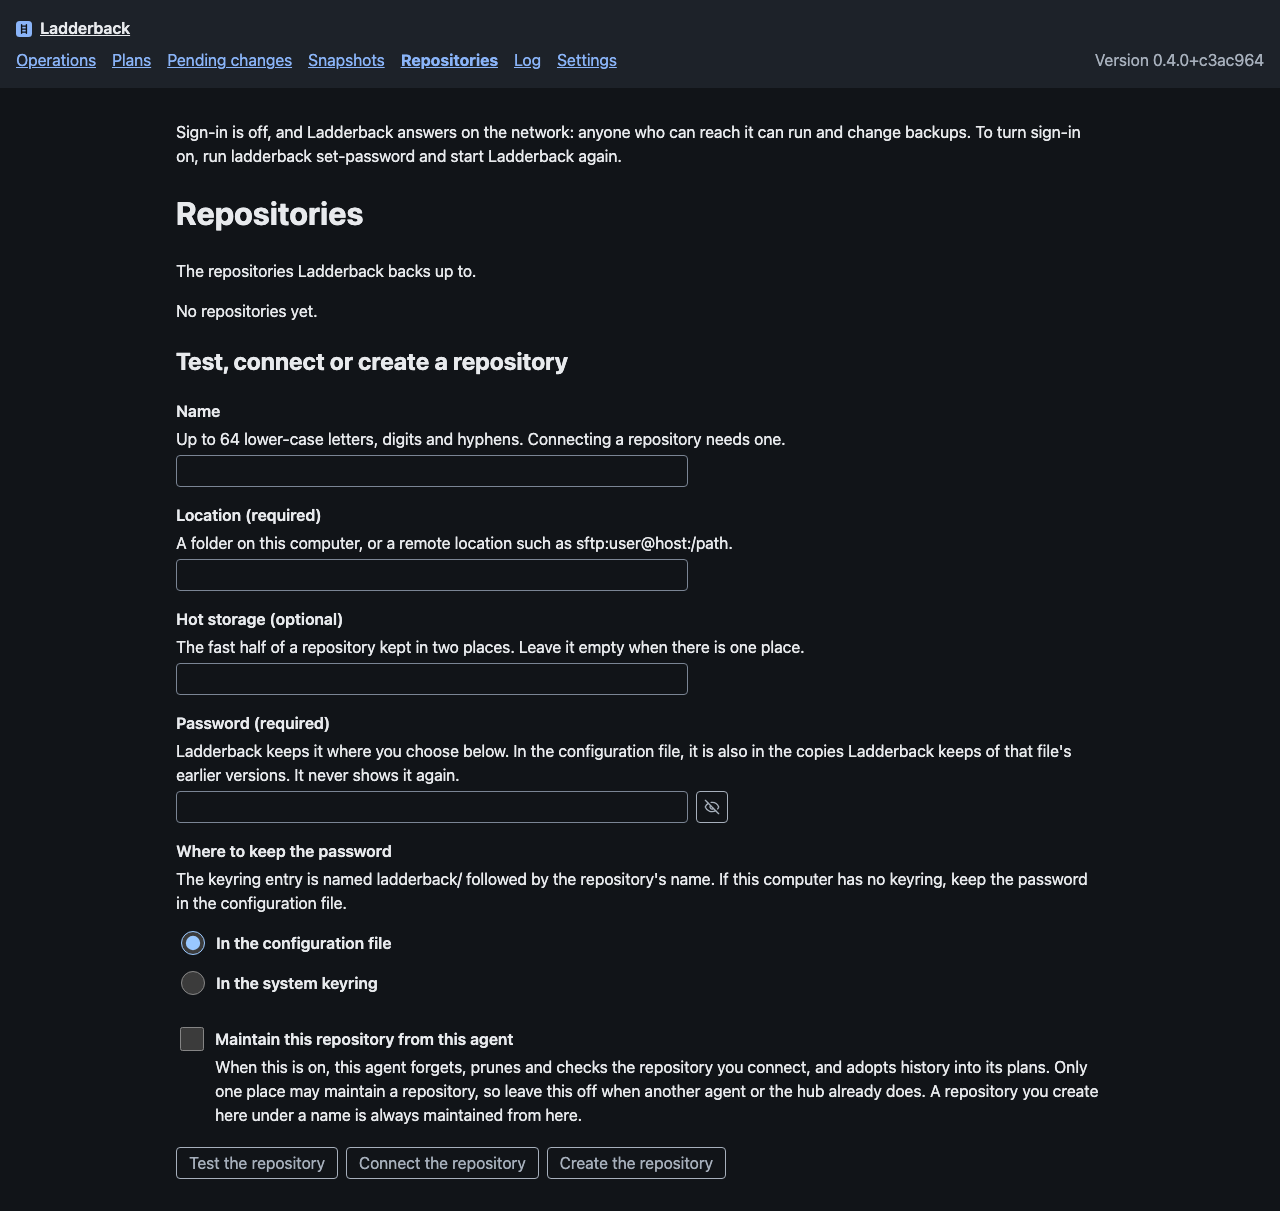 Ladderback
Operations Plans Pending changes Snapshots Repositories Log Settings Version 0.4.0+c3ac964
Sign-in is off, and Ladderback answers on the network: anyone who can reach it can run and change backups. To turn sign-in
on, run ladderback set-password and start Ladderback again.
Repositories
The repositories Ladderback backs up to.
No repositories yet.
Test, connect or create a repository
Name
Up to 64 lower-case letters, digits and hyphens. Connecting a repository needs one.
Location (required)
A folder on this computer, or a remote location such as sftp:user@host:/path.
Hot storage (optional)
The fast half of a repository kept in two places. Leave it empty when there is one place.
Password (required)
Ladderback keeps it where you choose below. In the configuration file, it is also in the copies Ladderback keeps of that file's
earlier versions. It never shows it again.
Where to keep the password
The keyring entry is named ladderback/ followed by the repository's name. If this computer has no keyring, keep the password
in the configuration file.
In the configuration file
In the system keyring
Maintain this repository from this agent
When this is on, this agent forgets, prunes and checks the repository you connect, and adopts history into its plans. Only
one place may maintain a repository, so leave this off when another agent or the hub already does. A repository you create
here under a name is always maintained from here.
Test the repository Connect the repository Create the repository